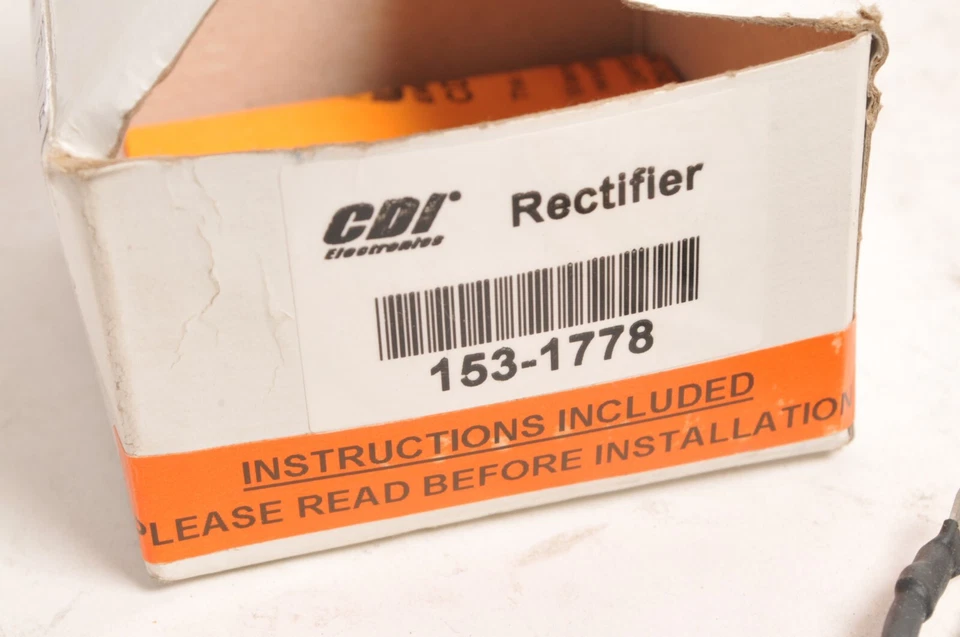 CDI
Electronics
Rectifier
153-1778
INSTRUCTIONS INCLUDED
PLEASE READ BEFORE INSTALLATION